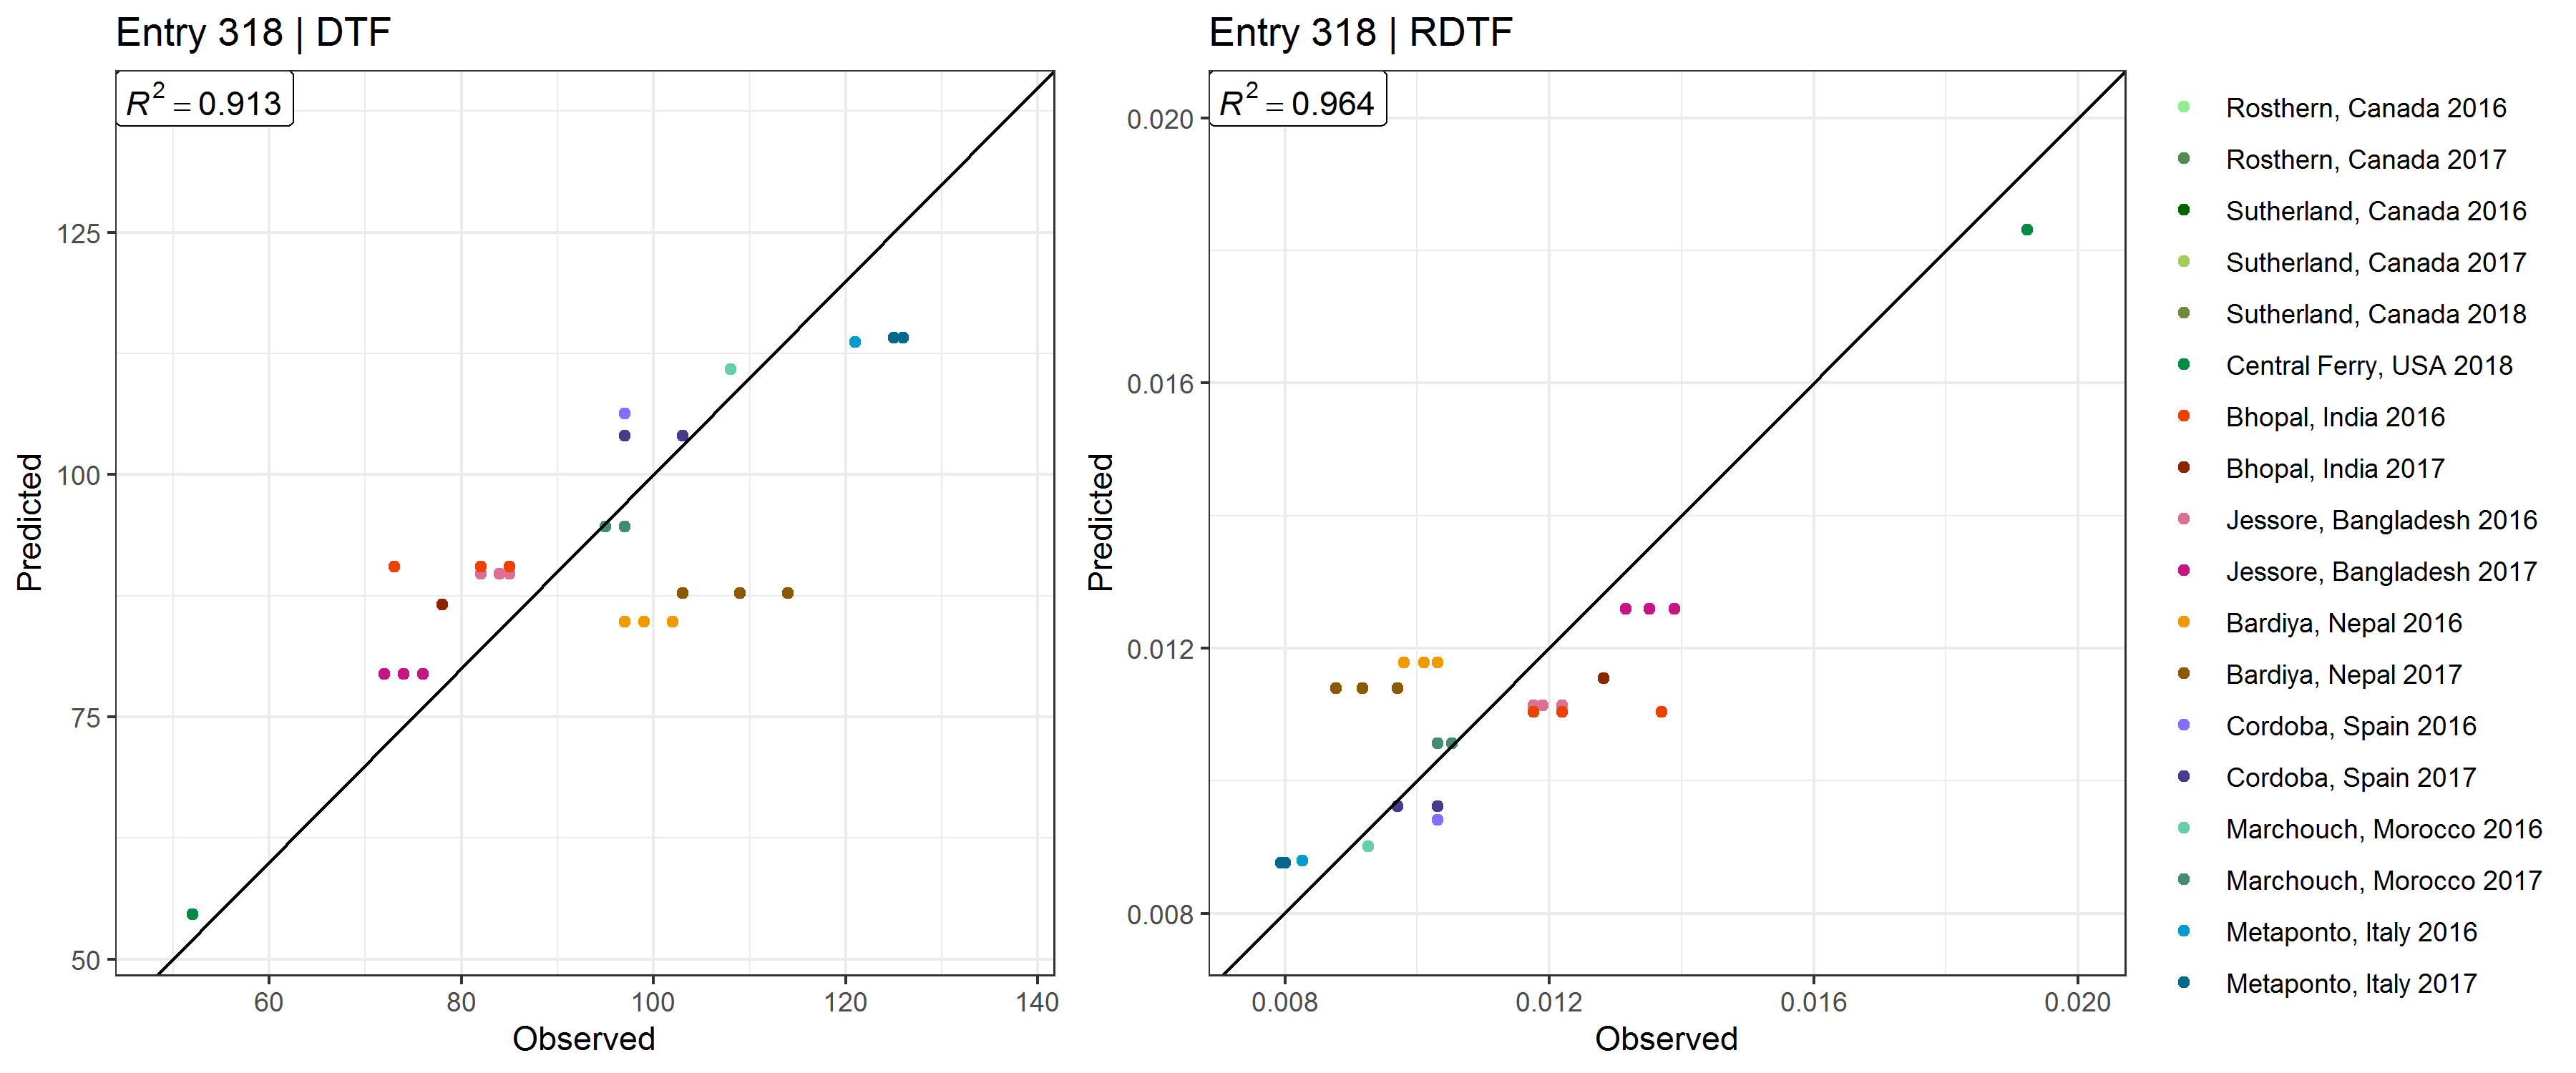 Entry 318 | DTF
R² = 0.913
125
100
75
50
Predicted
60 80 100 120 140
Observed
Entry 318 | RDTF
R² = 0.964
0.020
0.016
0.012
0.008
Predicted
0.008 0.012 0.016 0.020
Observed
Rosthern, Canada 2016
Rosthern, Canada 2017
Sutherland, Canada 2016
Sutherland, Canada 2017
Sutherland, Canada 2018
Central Ferry, USA 2018
Bhopal, India 2016
Bhopal, India 2017
Jessore, Bangladesh 2016
Jessore, Bangladesh 2017
Bardiya, Nepal 2016
Bardiya, Nepal 2017
Cordoba, Spain 2016
Cordoba, Spain 2017
Marchouch, Morocco 2016
Marchouch, Morocco 2017
Metaponto, Italy 2016
Metaponto, Italy 2017